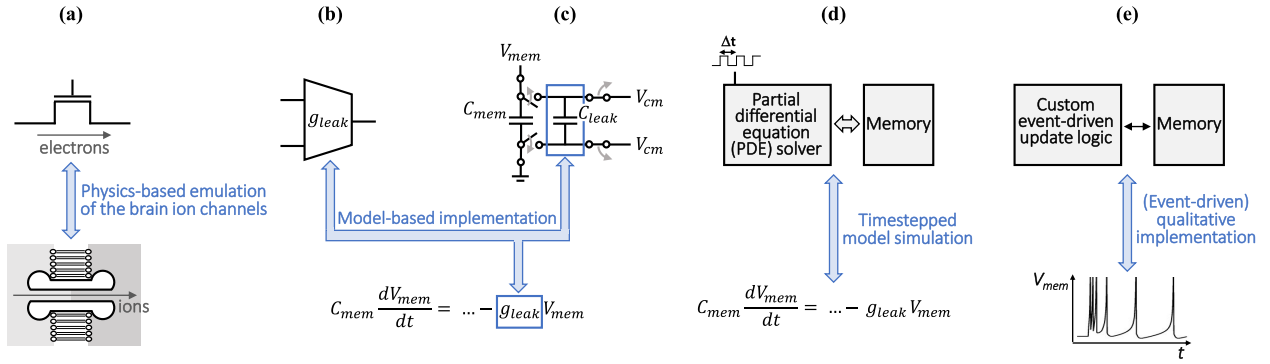 (a)
electrons
Physics-based emulation
of the brain ion channels
ions
(b)
g_leak
(c)
V_mem
C_mem
C_leak
V_cm
V_cm
Model-based implementation
C_mem dV_mem/dt = ... − g_leak V_mem
(d)
Δt
Partial
differential
equation
(PDE) solver
Memory
Timestepped
model simulation
C_mem dV_mem/dt = ... − g_leak V_mem
(e)
Custom
event-driven
update logic
Memory
(Event-driven)
qualitative
implementation
V_mem
t